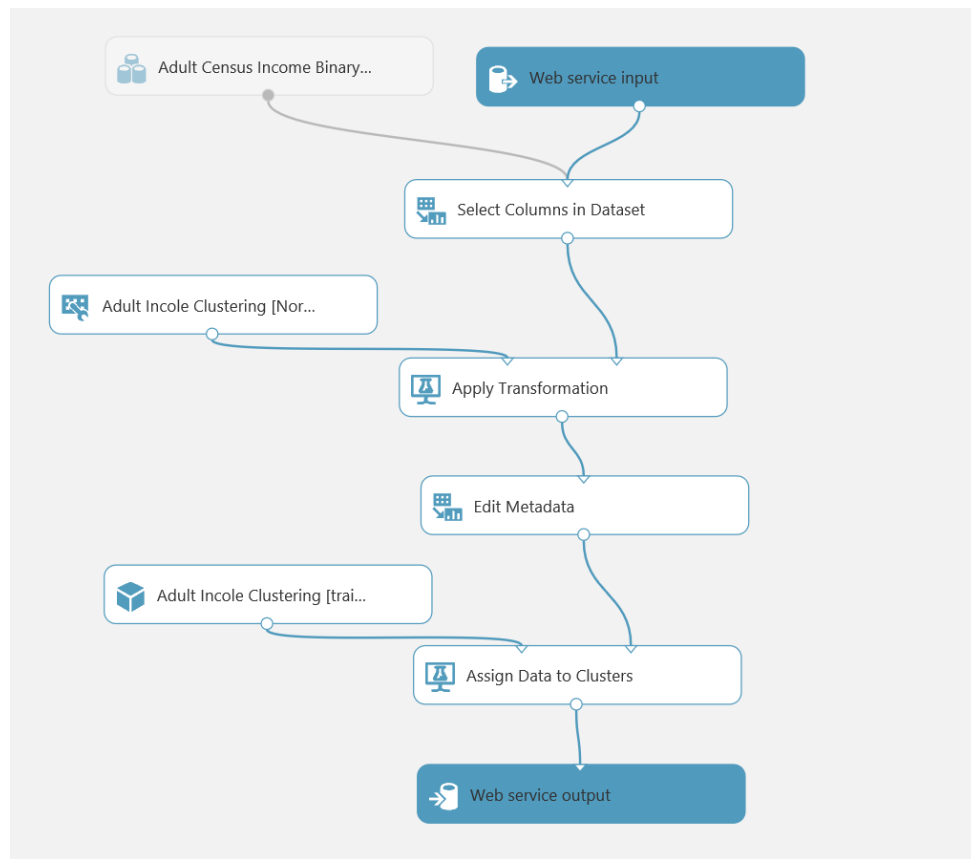 Adult Census Income Binary...
Web service input
Select Columns in Dataset
Adult Incole Clustering [Nor...
Apply Transformation
Edit Metadata
Adult Incole Clustering [trai...
Assign Data to Clusters
Web service output